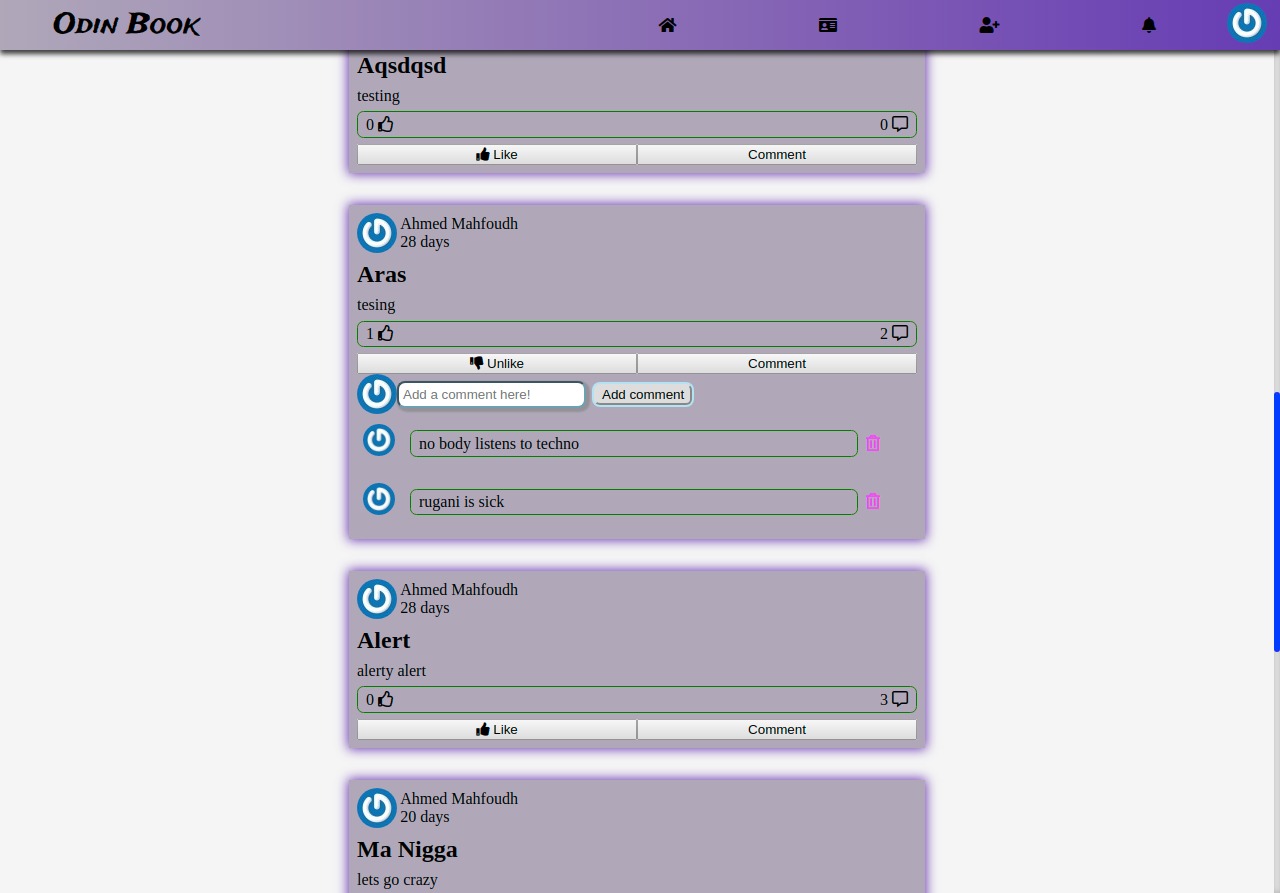 Odin Book
Aqsdqsd
testing
0 0
Like Comment
Ahmed Mahfoudh
28 days
Aras
tesing
1 2
Unlike Comment
Add a comment here! Add comment
no body listens to techno
rugani is sick
Ahmed Mahfoudh
28 days
Alert
alerty alert
0 3
Like Comment
Ahmed Mahfoudh
20 days
Ma Nigga
lets go crazy